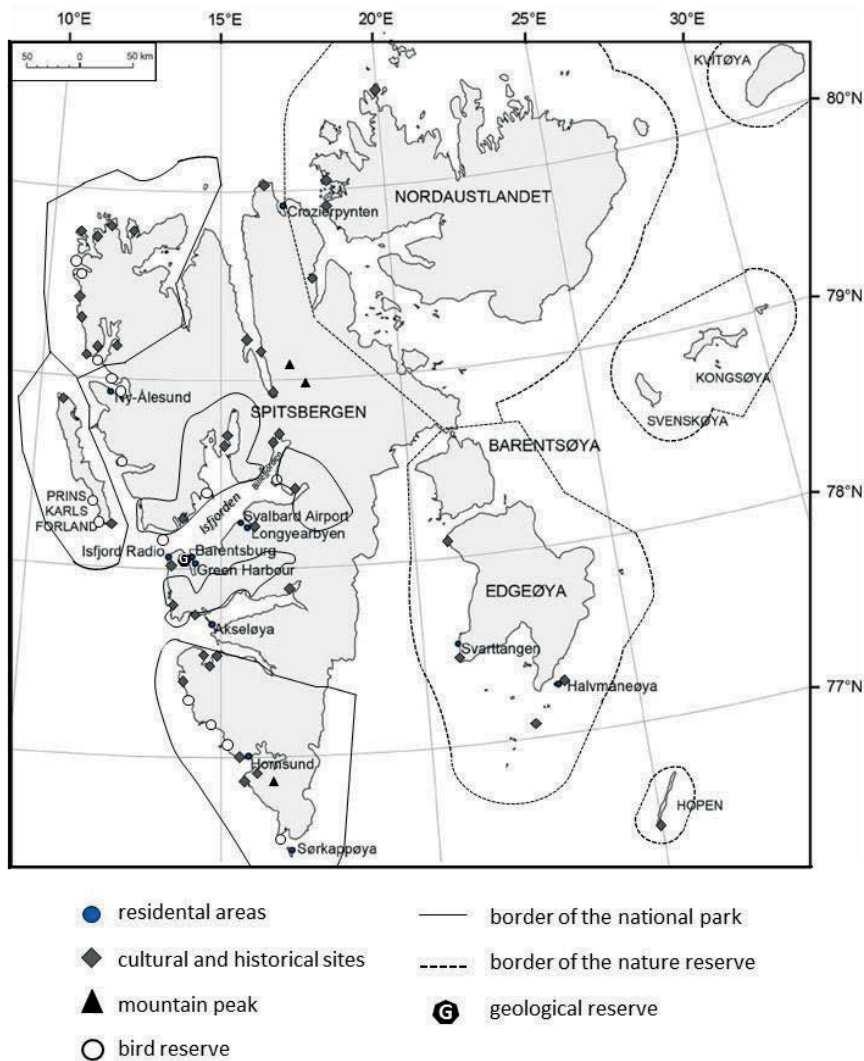 10°E 15°E 20°E 25°E 30°E
50 0 50 km
KVITØYA
80°N
NORDAUSTLANDET
Crozierpynten
79°N
KONGSØYA
Ny-Ålesund
SVENSKØYA
SPITSBERGEN
BARENTSØYA
78°N
PRINS
KARLS
FORLAND
Isfjorden
Svalbard Airport
Longyearbyen
Isfjord Radio
Barentsburg
G
Green Harbour
EDGEØYA
Akseløya
Svarttangen
77°N
Halvmåneøya
Hornsund
HOPEN
Sørkappøya
residental areas
border of the national park
cultural and historical sites
border of the nature reserve
mountain peak
G geological reserve
bird reserve